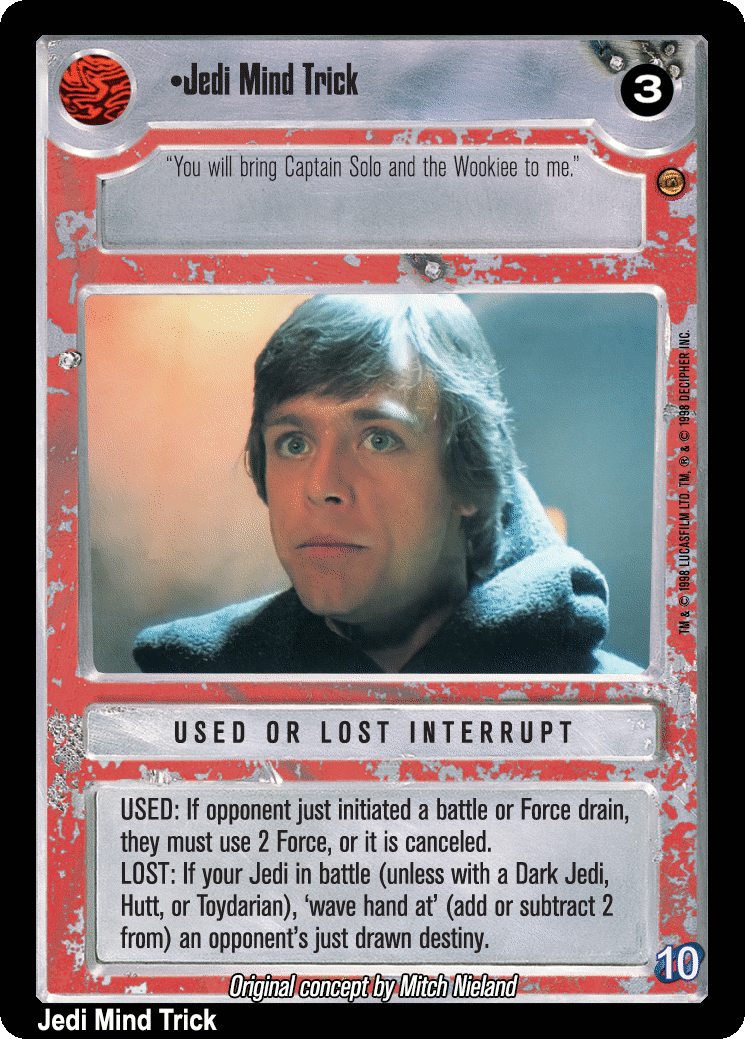 •Jedi Mind Trick
3
“You will bring Captain Solo and the Wookiee to me.”
TM & © 1998 LUCASFILM LTD. TM, ® & © 1998 DECIPHER INC.
USED OR LOST INTERRUPT
USED: If opponent just initiated a battle or Force drain,
they must use 2 Force, or it is canceled.
LOST: If your Jedi in battle (unless with a Dark Jedi,
Hutt, or Toydarian), ‘wave hand at’ (add or subtract 2
from) an opponent’s just drawn destiny.
10
Original concept by Mitch Nieland
Jedi Mind Trick